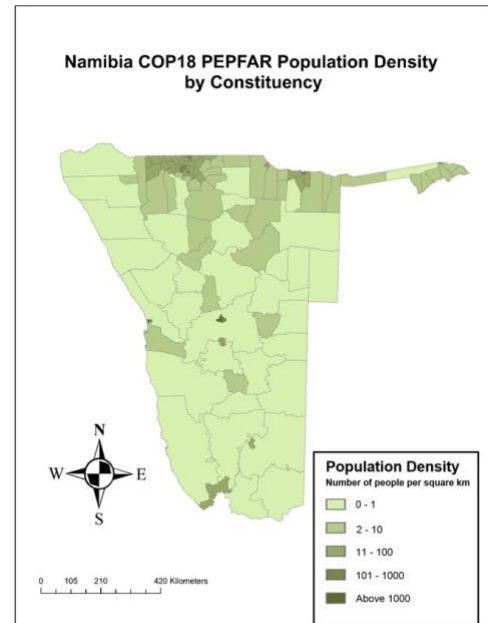 Namibia COP18 PEPFAR Population Density
by Constituency
N
W E
S
Population Density
Number of people per square km
0 - 1
2 - 10
11 - 100
101 - 1000
Above 1000
0 105 210 420 Kilometers